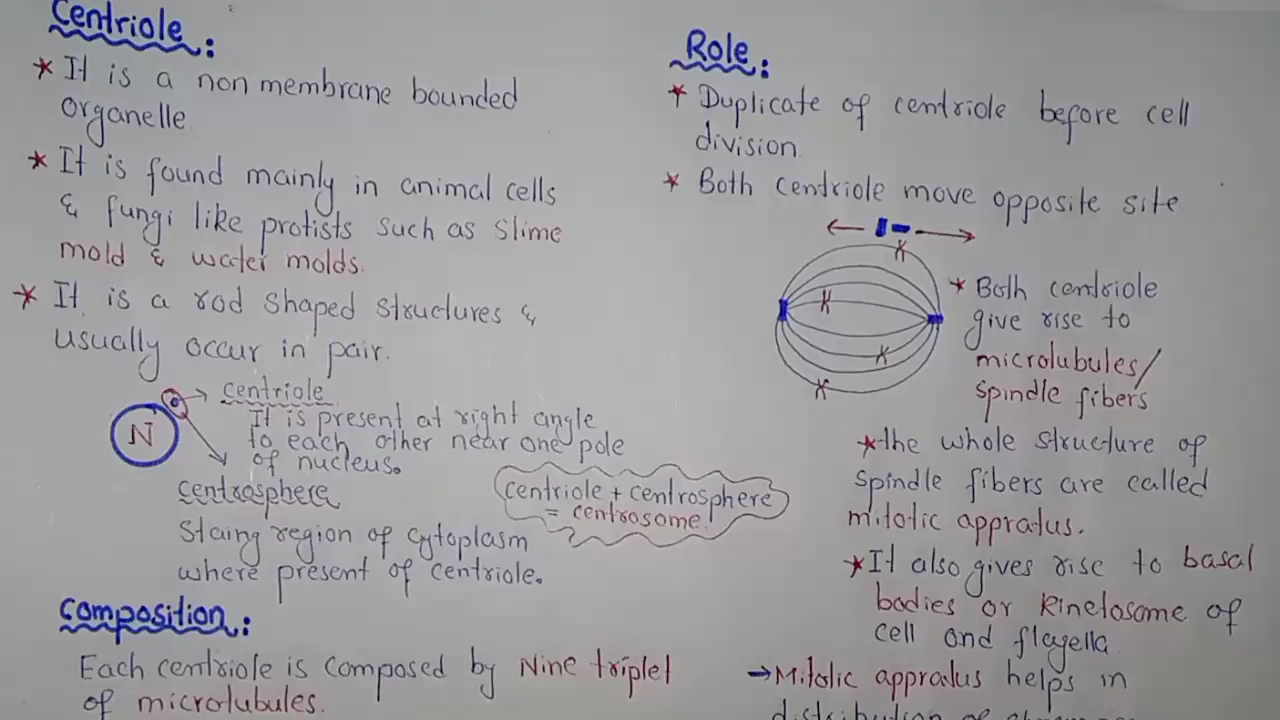 Centriole :
* It is a non membrane bounded
organelle.
* It is found mainly in animal cells
& fungi like protists such as slime
mold & water molds.
* It is a rod shaped structures &
usually occur in pair.
centriole
It is present at right angle
to each other near one pole
of nucleus.
N
centrosphere
Staing region of cytoplasm
where present of centriole.
centriole + centrosphere
= centrosome.
Composition :
Each centriole is composed by Nine triplet
of microlubules.
Role :
* Duplicate of centriole before cell
division.
* Both centriole move opposite site
* Both centriole
give rise to
microlubules/
spindle fibers
* the whole structure of
spindle fibers are called
mitotic appratus.
* It also gives rise to basal
bodies or kinetosome of
cell and flagella.
→ Mitotic appratus helps in
distribution of